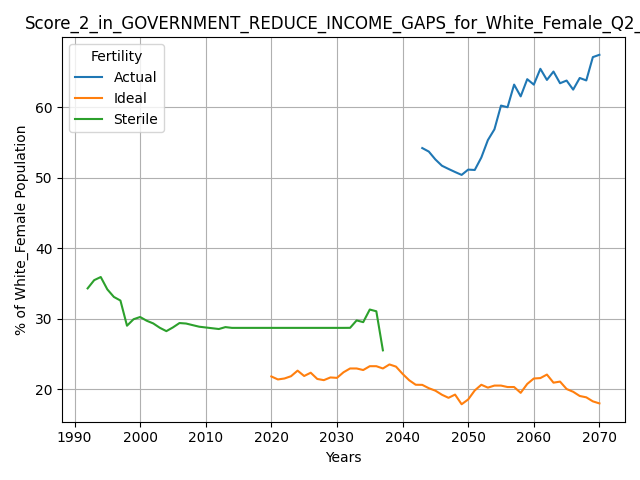 Score_2_in_GOVERNMENT_REDUCE_INCOME_GAPS_for_White_Female_Q2_
Fertility
Actual
Ideal
Sterile
% of White_Female Population
60
50
40
30
20
1990 2000 2010 2020 2030 2040 2050 2060 2070
Years